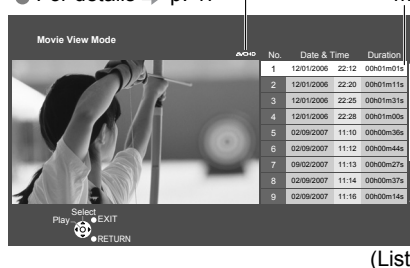 Movie View Mode
AVCHD
No. Date & Time Duration
1 12/01/2006 22:12 00h01m01s
2 12/01/2006 22:20 00h01m11s
3 12/01/2006 22:25 00h01m31s
4 12/01/2006 22:28 00h01m00s
5 02/09/2007 11:10 00h00m36s
6 02/09/2007 11:12 00h00m44s
7 09/02/2007 11:13 00h00m27s
8 02/09/2007 11:14 00h00m37s
9 02/09/2007 11:16 00h00m14s
Select
Play EXIT
RETURN
(List